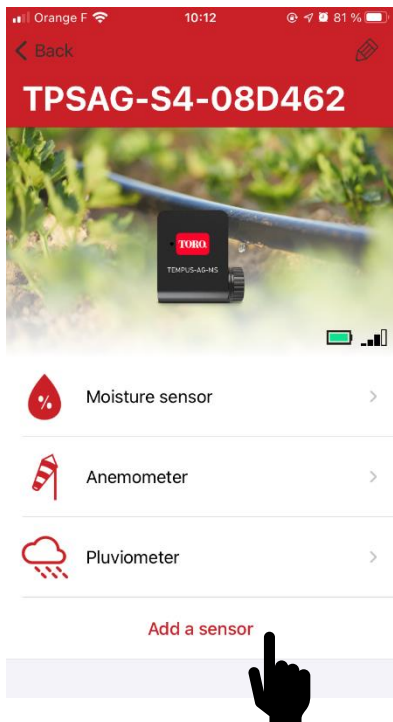 Orange F 10:12 81 %
Back
TPSAG-S4-08D462
TORO
TEMPUS-AG-MS
%
Moisture sensor
Anemometer
Pluviometer
Add a sensor